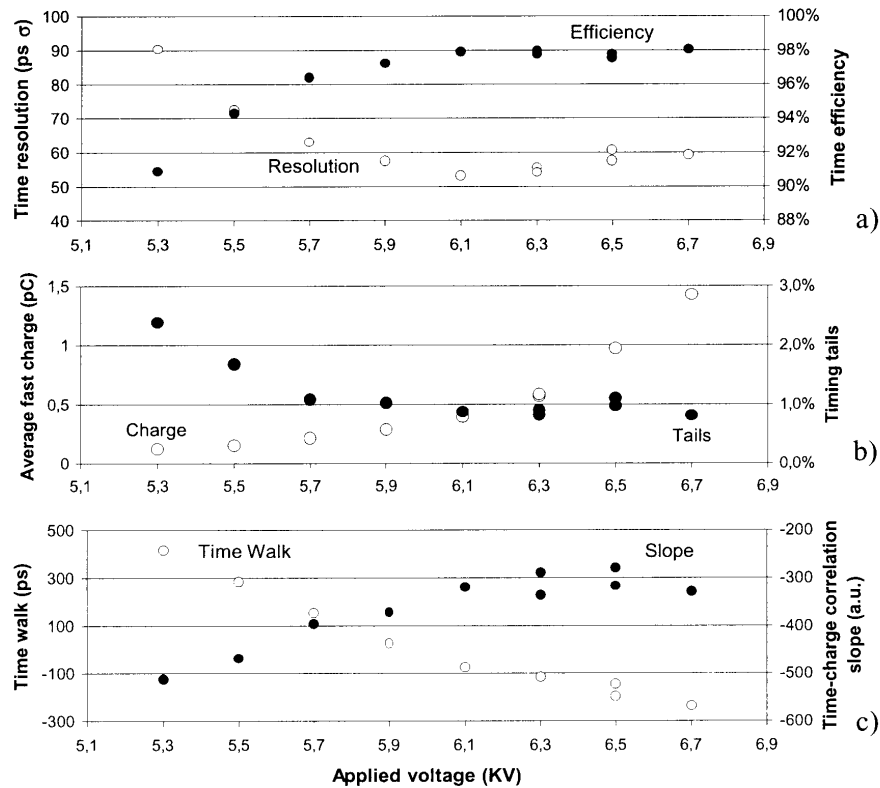 Time resolution (ps σ)
100
90
80
70
60
50
40
Efficiency
Resolution
100%
98%
96%
94%
92%
90%
88%
Time efficiency
a)
5,1 5,3 5,5 5,7 5,9 6,1 6,3 6,5 6,7 6,9
Average fast charge (pC)
1,5
1
0,5
0
Charge
Tails
3,0%
2,0%
1,0%
0,0%
Timing tails
b)
5,1 5,3 5,5 5,7 5,9 6,1 6,3 6,5 6,7 6,9
Time walk (ps)
500
300
100
-100
-300
Time Walk
Slope
-200
-300
-400
-500
-600
Time-charge correlation
slope (a.u.)
c)
5,1 5,3 5,5 5,7 5,9 6,1 6,3 6,5 6,7 6,9
Applied voltage (KV)